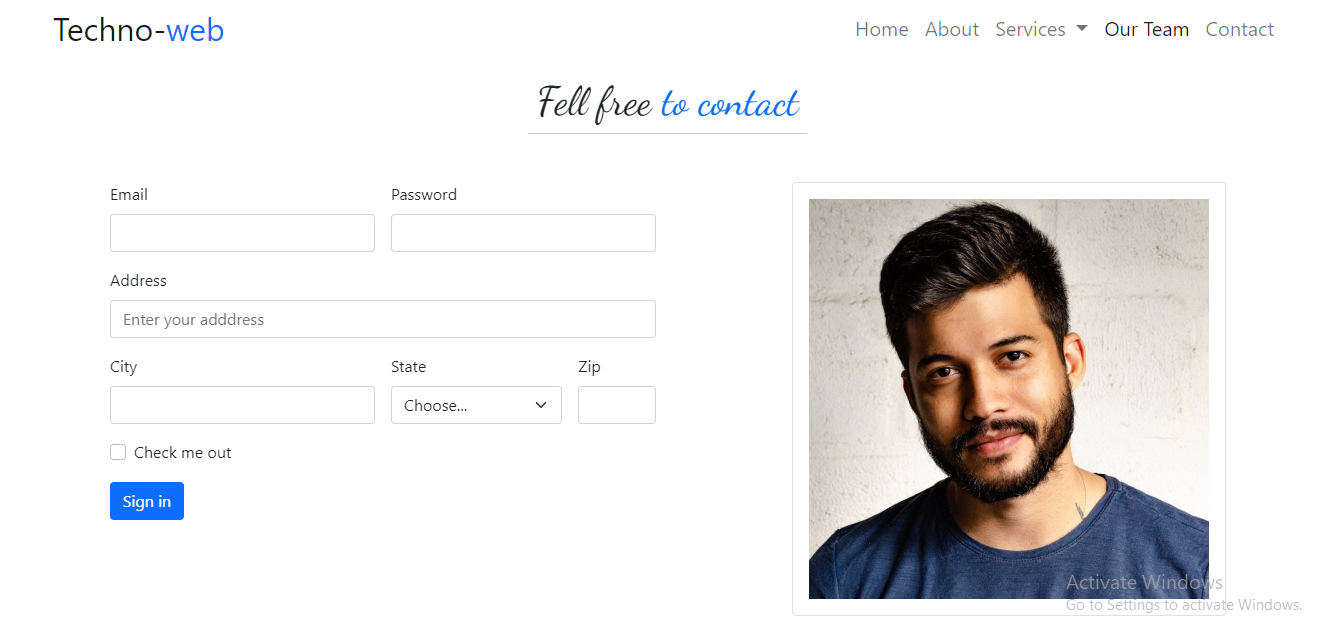 Techno-web
Home About Services Our Team Contact
Fell free to contact
Email Password
Address
Enter your adddress
City State Zip
Choose...
Check me out
Sign in
Activate Windows
Go to Settings to activate Windows.